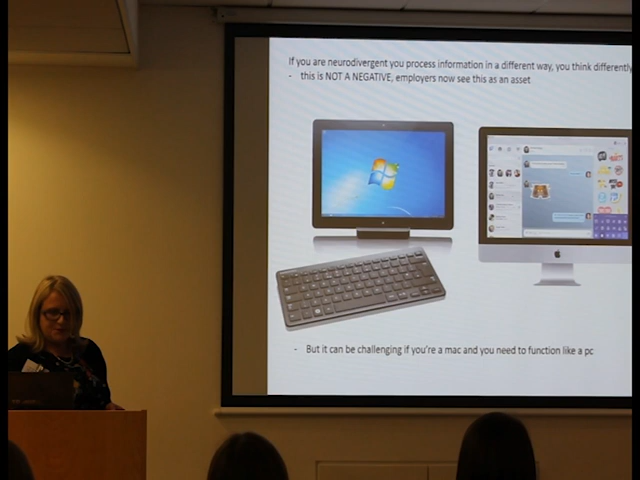 If you are neurodivergent you process information in a different way, you think differently
- this is NOT A NEGATIVE, employers now see this as an asset
- But it can be challenging if you're a mac and you need to function like a pc